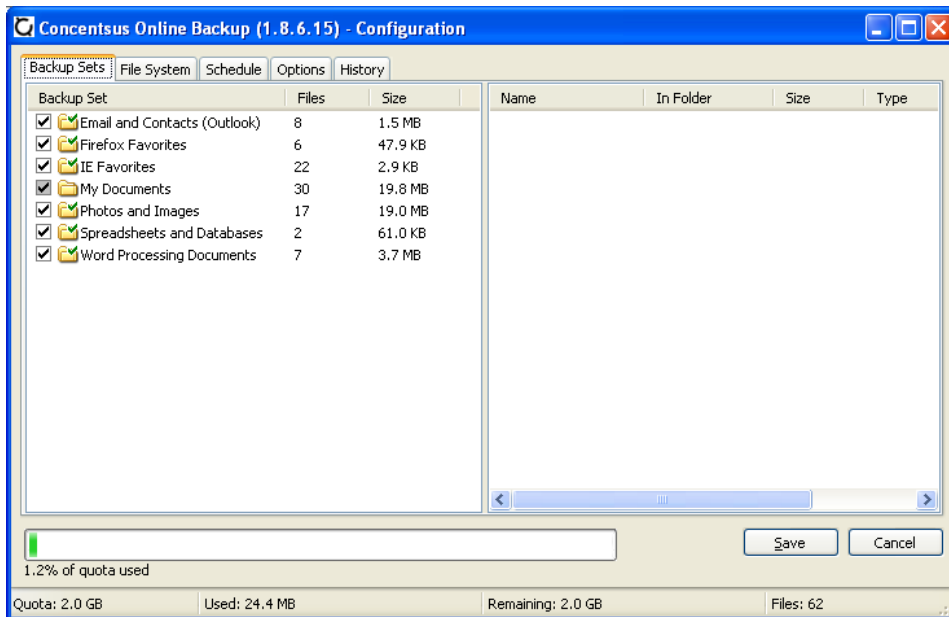 Concentsus Online Backup (1.8.6.15) - Configuration
Backup Sets File System Schedule Options History
Backup Set Files Size Name In Folder Size Type
Email and Contacts (Outlook) 8 1.5 MB
Firefox Favorites 6 47.9 KB
IE Favorites 22 2.9 KB
My Documents 30 19.8 MB
Photos and Images 17 19.0 MB
Spreadsheets and Databases 2 61.0 KB
Word Processing Documents 7 3.7 MB
Save Cancel
1.2% of quota used
Quota: 2.0 GB Used: 24.4 MB Remaining: 2.0 GB Files: 62